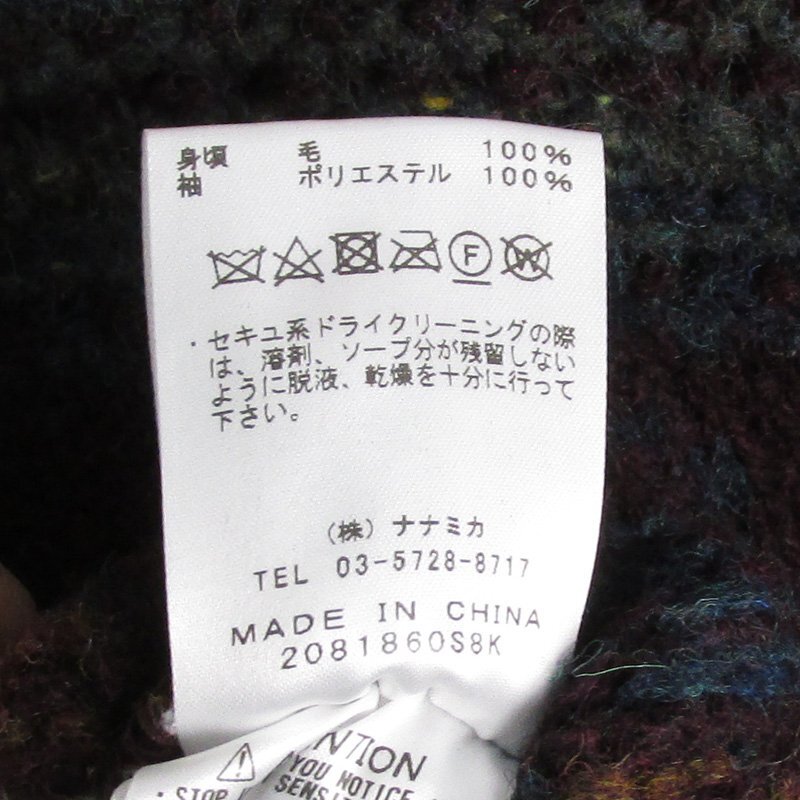 身頃 毛 100%
袖 ポリエステル 100%
F W
・セキユ系ドライクリーニングの際
は、溶剤、ソープ分が残留しない
ように脱液、乾燥を十分に行って
下さい。
(株) ナナミカ
TEL 03-5728-8717
MADE IN CHINA
2081860S8K
YOU NOTICE
・STOP